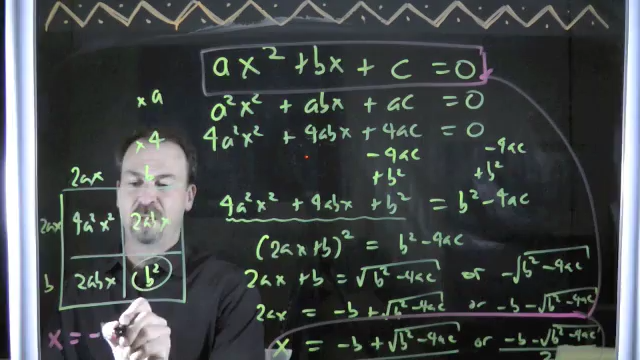 ax² + bx + c = 0
× a
a²x² + abx + ac = 0
× 4
4a²x² + 4abx + 4ac = 0
-4ac -4ac
+b² +b²
4a²x² + 4abx + b² = b² - 4ac
(2ax+b)² = b² - 4ac
2ax + b = √b² - 4ac or -√b² - 4ac
2ax = -b + √b² - 4ac or -b - √b² - 4ac
x = -b + √b² - 4ac or -b - √b² - 4ac
2ax b
2ax 4a²x² 2abx
b 2abx b²
x = -